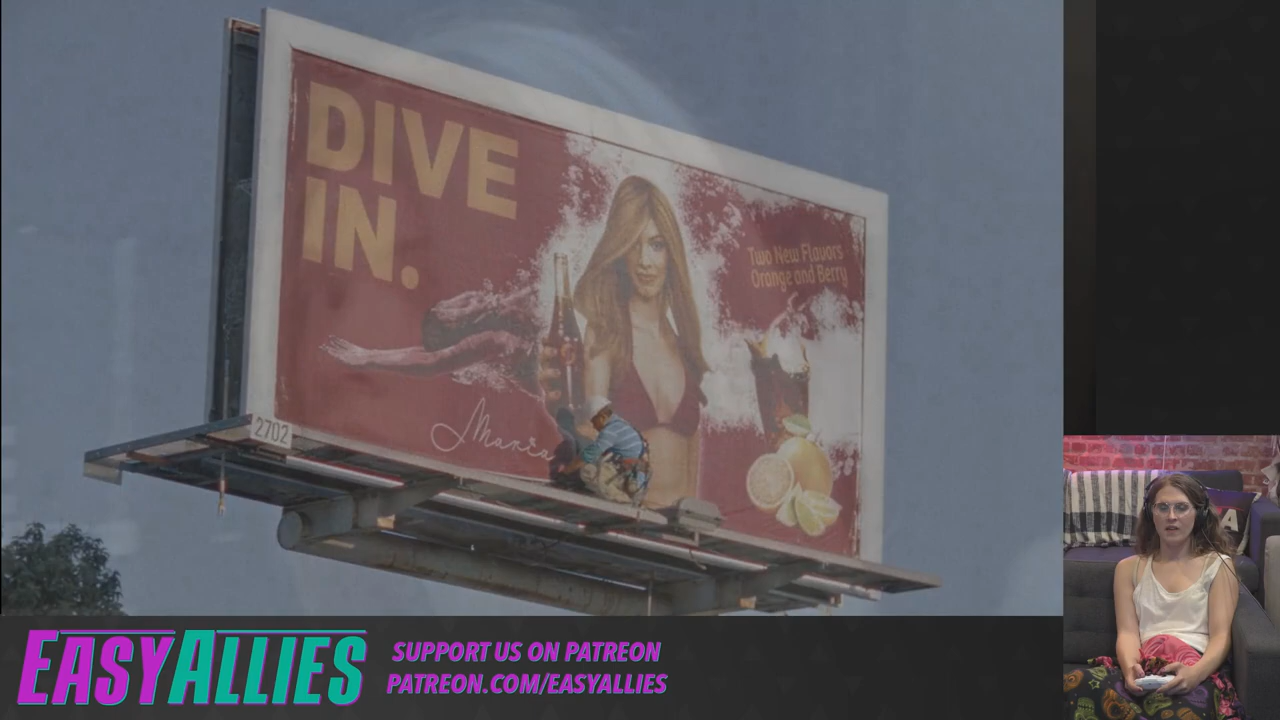 DIVE
IN.
Two New Flavors
Orange and Berry
2702
EASYALLIES
SUPPORT US ON PATREON
PATREON.COM/EASYALLIES